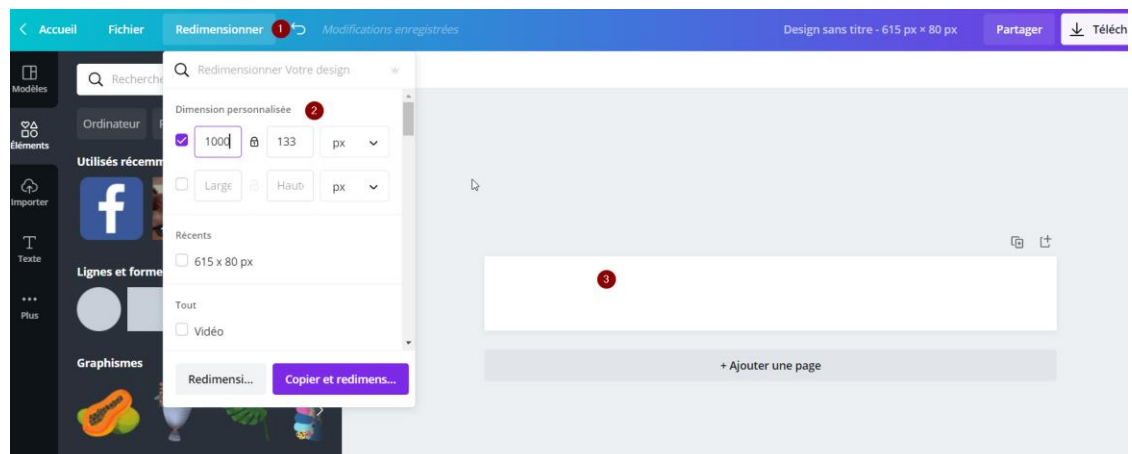 Accueil Fichier Redimensionner 1 Modifications enregistrées Design sans titre - 615 px × 80 px Partager Téléch
Modèles
Éléments
Importer
Texte
Plus
Recherche
Ordinateur
Utilisés récemm
Lignes et forme
Graphismes
Redimensionner Votre design
Dimension personnalisée 2
1000 133 px
Large Haute px
Récents
615 x 80 px
Tout
Vidéo
Redimensi... Copier et redimens...
3
+ Ajouter une page